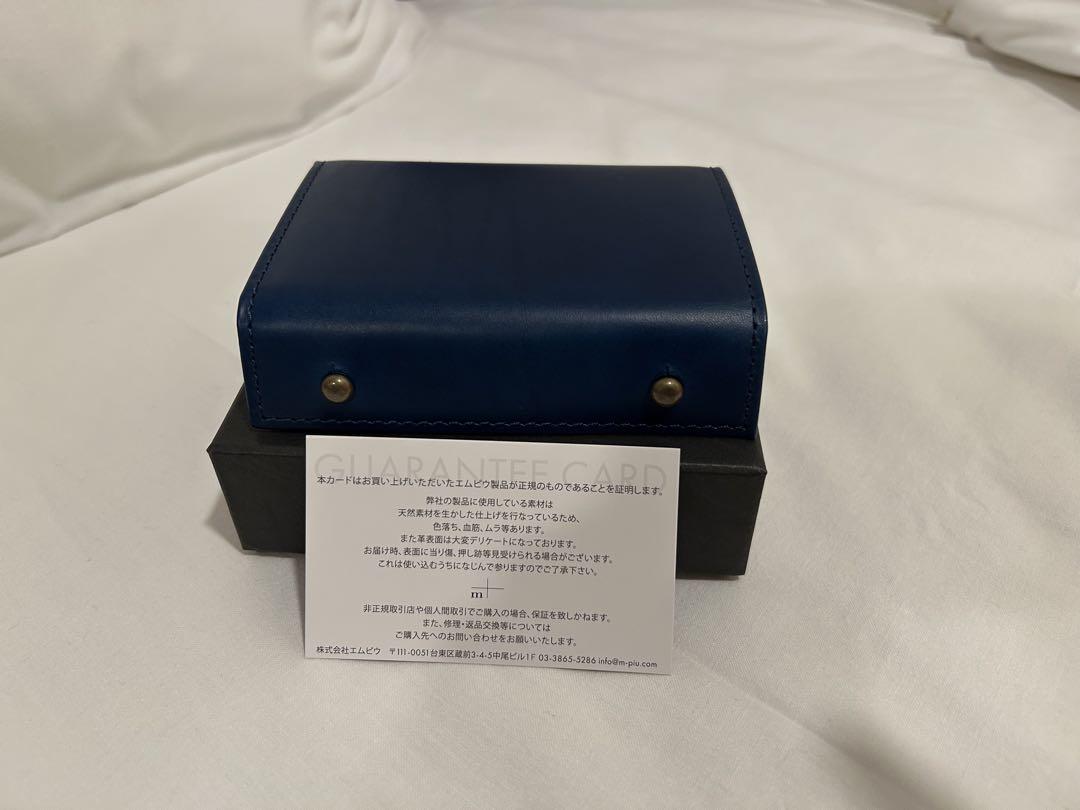 GUARANTEE CARD
本カードはお買い上げいただいたエムピウ製品が正規のものであることを証明します。
弊社の製品に使用している素材は
天然素材を生かした仕上げを行なっているため、
色落ち、血筋、ムラ等あります。
また革表面は大変デリケートになっております。
お届け時、表面に当り傷、押し跡等見受けられる場合がございます。
これは使い込むうちになじんで参りますのでご了承下さい。
m+
非正規取引店や個人間取引でご購入の場合、保証を致しかねます。
また、修理・返品交換等については
ご購入先へのお問い合わせをお願いいたします。
株式会社エムピウ 〒111-0051台東区蔵前3-4-5中尾ビル1F 03-3865-5286 info@m-piu.com